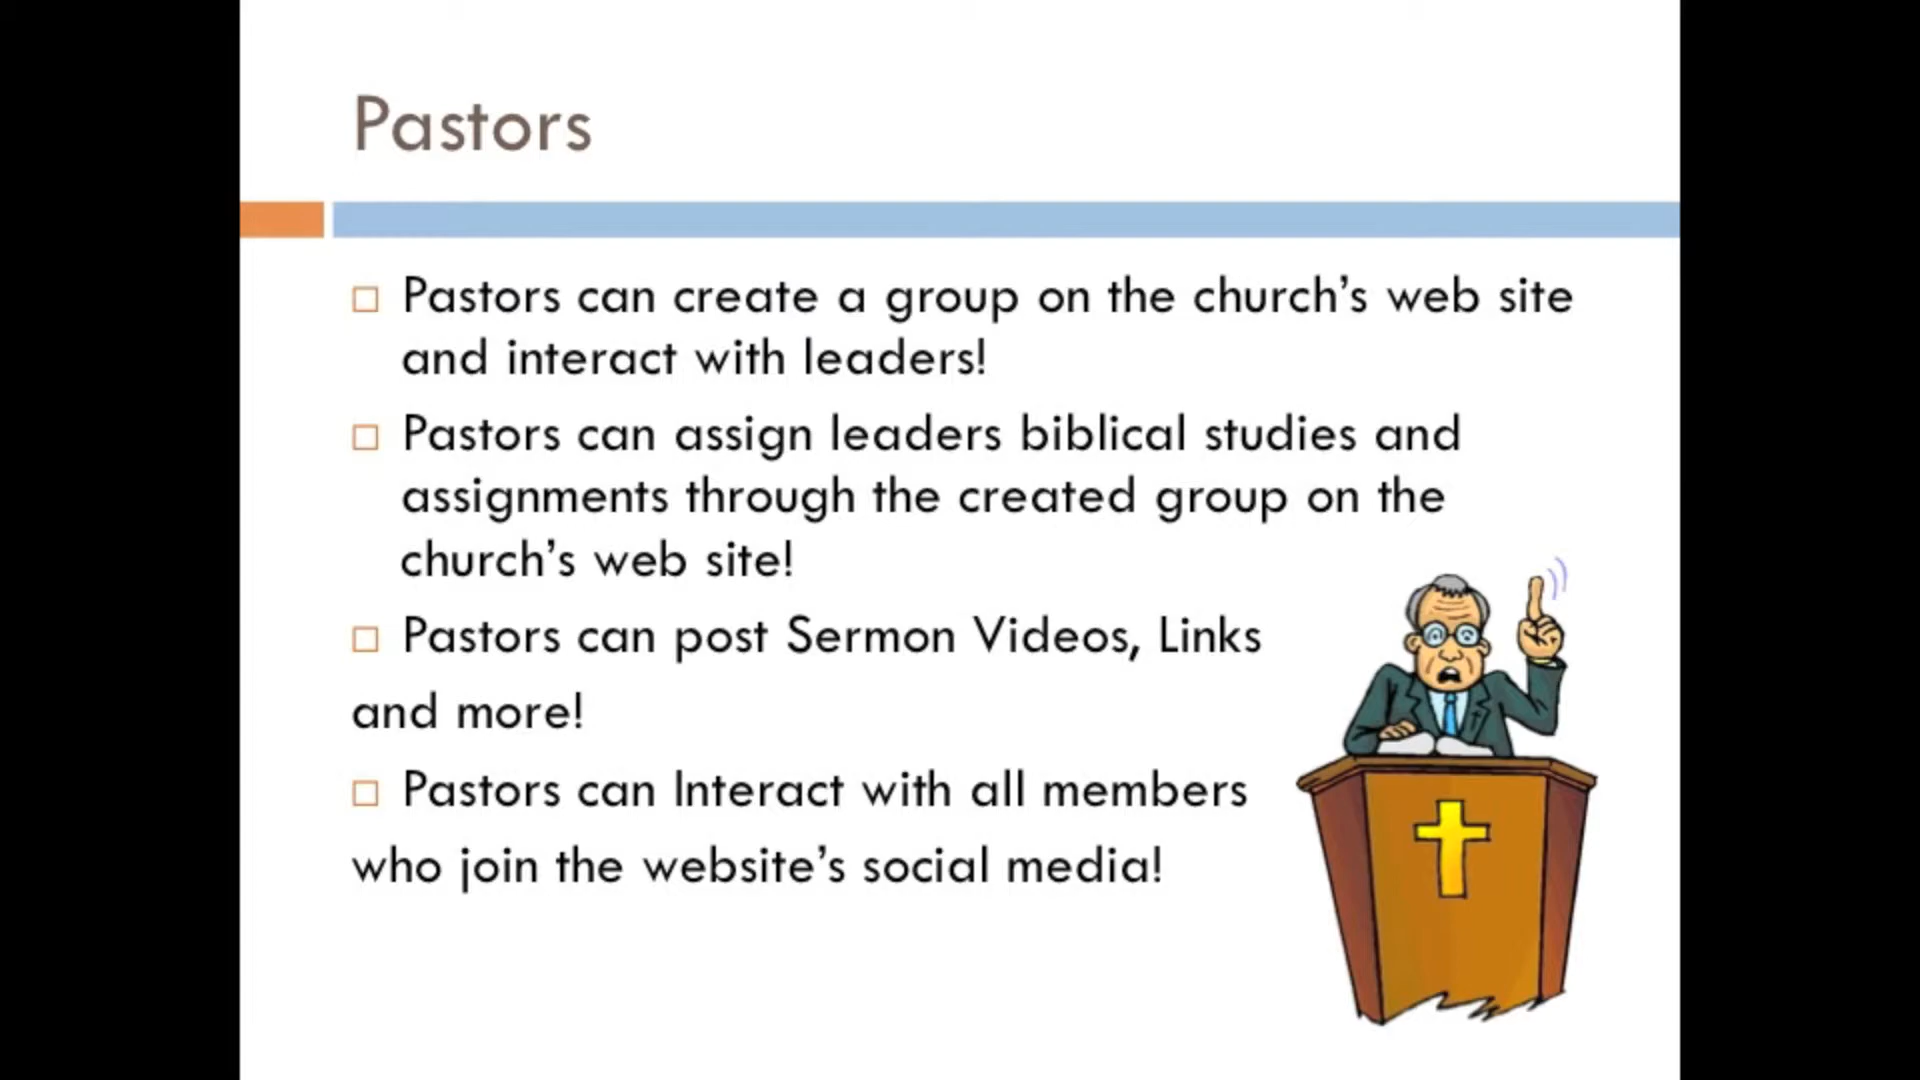 Pastors
Pastors can create a group on the church’s web site
and interact with leaders!
Pastors can assign leaders biblical studies and
assignments through the created group on the
church’s web site!
Pastors can post Sermon Videos, Links
and more!
Pastors can Interact with all members
who join the website’s social media!